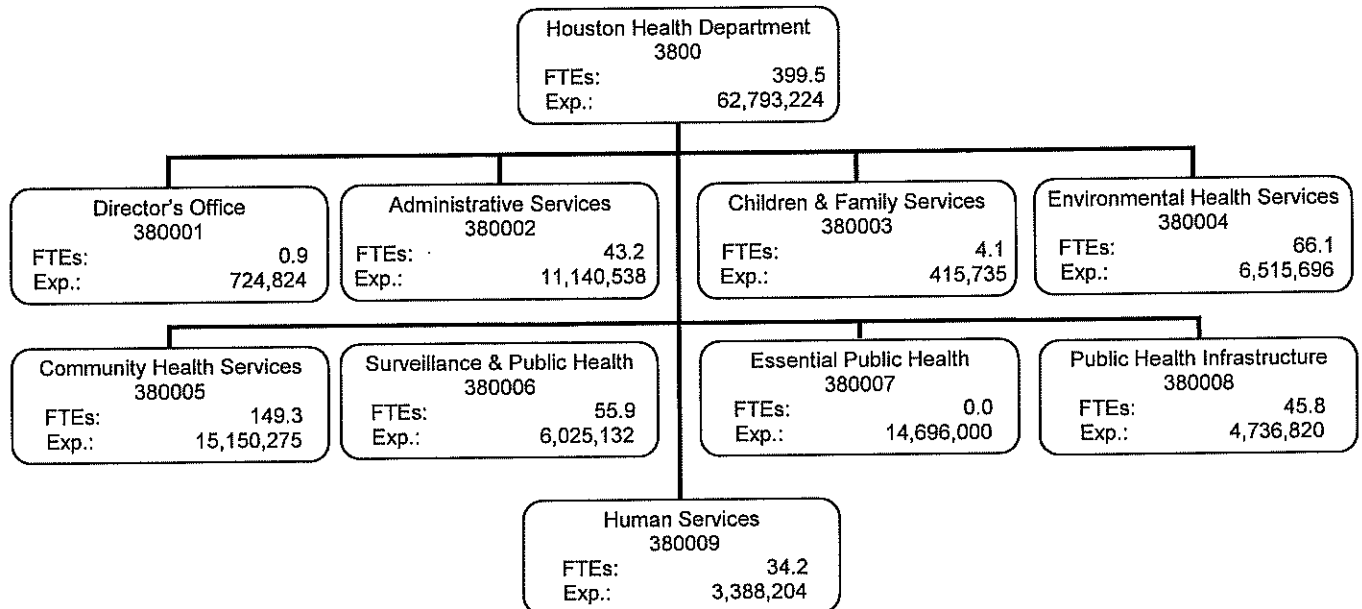 Houston Health Department
3800
FTEs: 399.5
Exp.: 62,793,224
Director's Office
380001
FTEs: 0.9
Exp.: 724,824
Administrative Services
380002
FTEs: 43.2
Exp.: 11,140,538
Children & Family Services
380003
FTEs: 4.1
Exp.: 415,735
Environmental Health Services
380004
FTEs: 66.1
Exp.: 6,515,696
Community Health Services
380005
FTEs: 149.3
Exp.: 15,150,275
Surveillance & Public Health
380006
FTEs: 55.9
Exp.: 6,025,132
Essential Public Health
380007
FTEs: 0.0
Exp.: 14,696,000
Public Health Infrastructure
380008
FTEs: 45.8
Exp.: 4,736,820
Human Services
380009
FTEs: 34.2
Exp.: 3,388,204